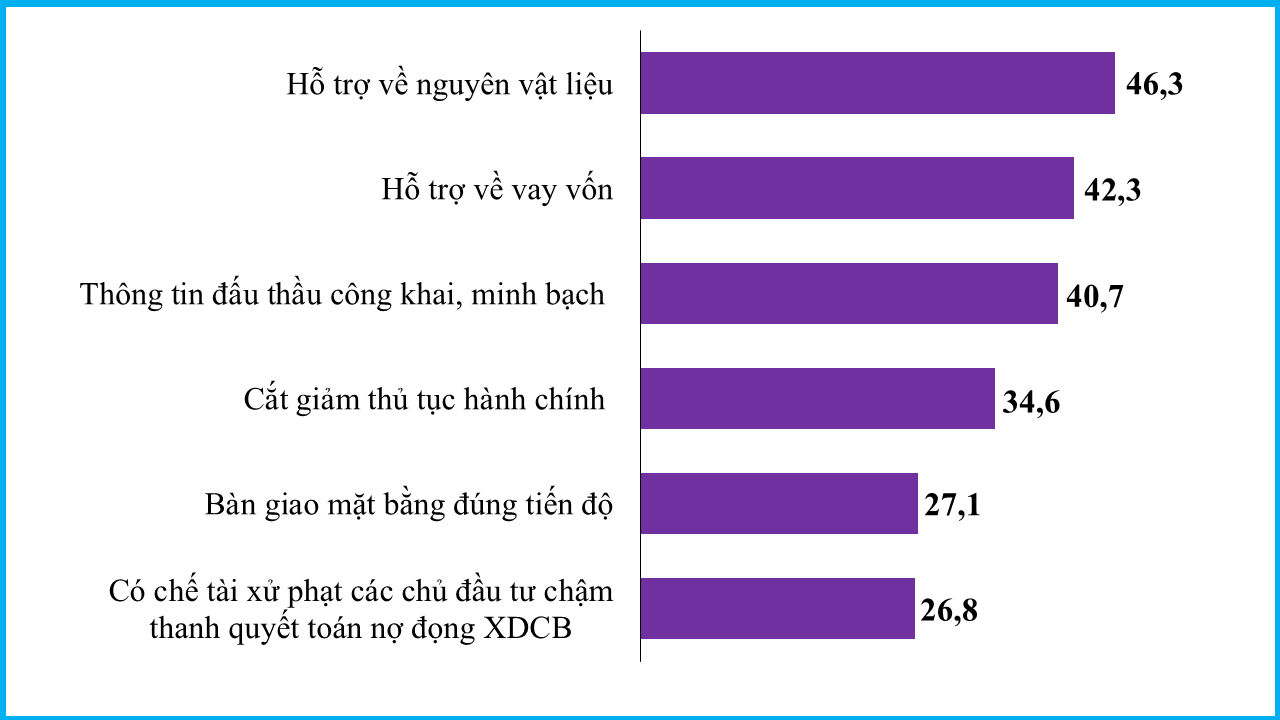 Hỗ trợ về nguyên vật liệu
46,3
Hỗ trợ về vay vốn
42,3
Thông tin đấu thầu công khai, minh bạch
40,7
Cắt giảm thủ tục hành chính
34,6
Bàn giao mặt bằng đúng tiến độ
27,1
Có chế tài xử phạt các chủ đầu tư chậm
thanh quyết toán nợ đọng XDCB
26,8